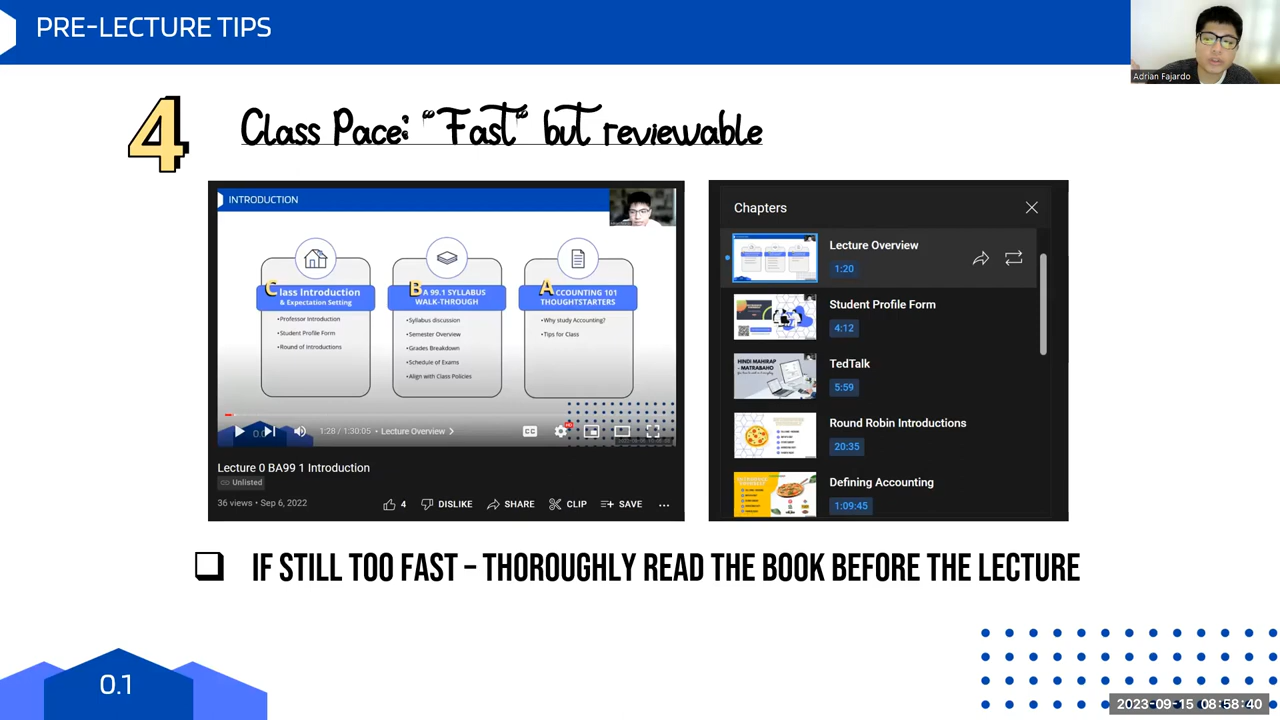 PRE-LECTURE TIPS
Adrian Fajardo
4
Class Pace: "Fast" but reviewable
INTRODUCTION
Class Introduction
& Expectation Setting
•Professor Introduction
•Student Profile Form
•Round of Introductions
BA 99.1 SYLLABUS
WALK-THROUGH
•Syllabus discussion
•Semester Overview
•Grades Breakdown
•Schedule of Exams
•Align with Class Policies
ACCOUNTING 101
THOUGHTSTARTERS
•Why study Accounting?
•Tips for Class
1:28 / 1:30:05 • Lecture Overview >
CC
HD
Lecture 0 BA99 1 Introduction
Unlisted
36 views • Sep 6, 2022
4
DISLIKE
SHARE
CLIP
SAVE
...
Chapters
Lecture Overview
1:20
Student Profile Form
4:12
HINDI MAHIRAP -
MATRABAHO
TedTalk
5:59
Round Robin Introductions
20:35
Defining Accounting
1:09:45
IF STILL TOO FAST – THOROUGHLY READ THE BOOK BEFORE THE LECTURE
0.1
2023-09-15 08:58:40